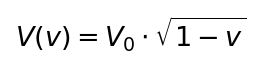 V(v) = V₀ · √(1 − v)